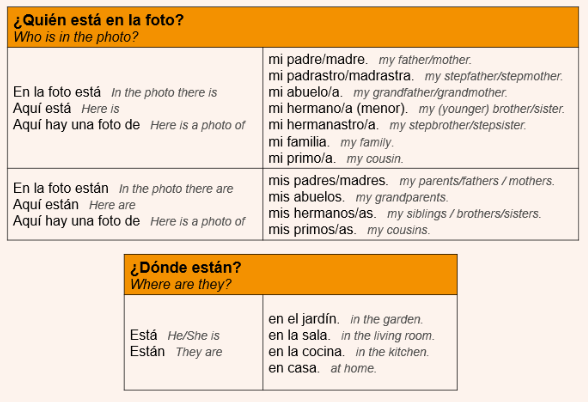 ¿Quién está en la foto?
Who is in the photo?
En la foto está In the photo there is
Aquí está Here is
Aquí hay una foto de Here is a photo of
mi padre/madre. my father/mother.
mi padrastro/madrastra. my stepfather/stepmother.
mi abuelo/a. my grandfather/grandmother.
mi hermano/a (menor). my (younger) brother/sister.
mi hermanastro/a. my stepbrother/stepsister.
mi familia. my family.
mi primo/a. my cousin.
En la foto están In the photo there are
Aquí están Here are
Aquí hay una foto de Here is a photo of
mis padres/madres. my parents/fathers / mothers.
mis abuelos. my grandparents.
mis hermanos/as. my siblings / brothers/sisters.
mis primos/as. my cousins.
¿Dónde están?
Where are they?
Está He/She is
Están They are
en el jardín. in the garden.
en la sala. in the living room.
en la cocina. in the kitchen.
en casa. at home.